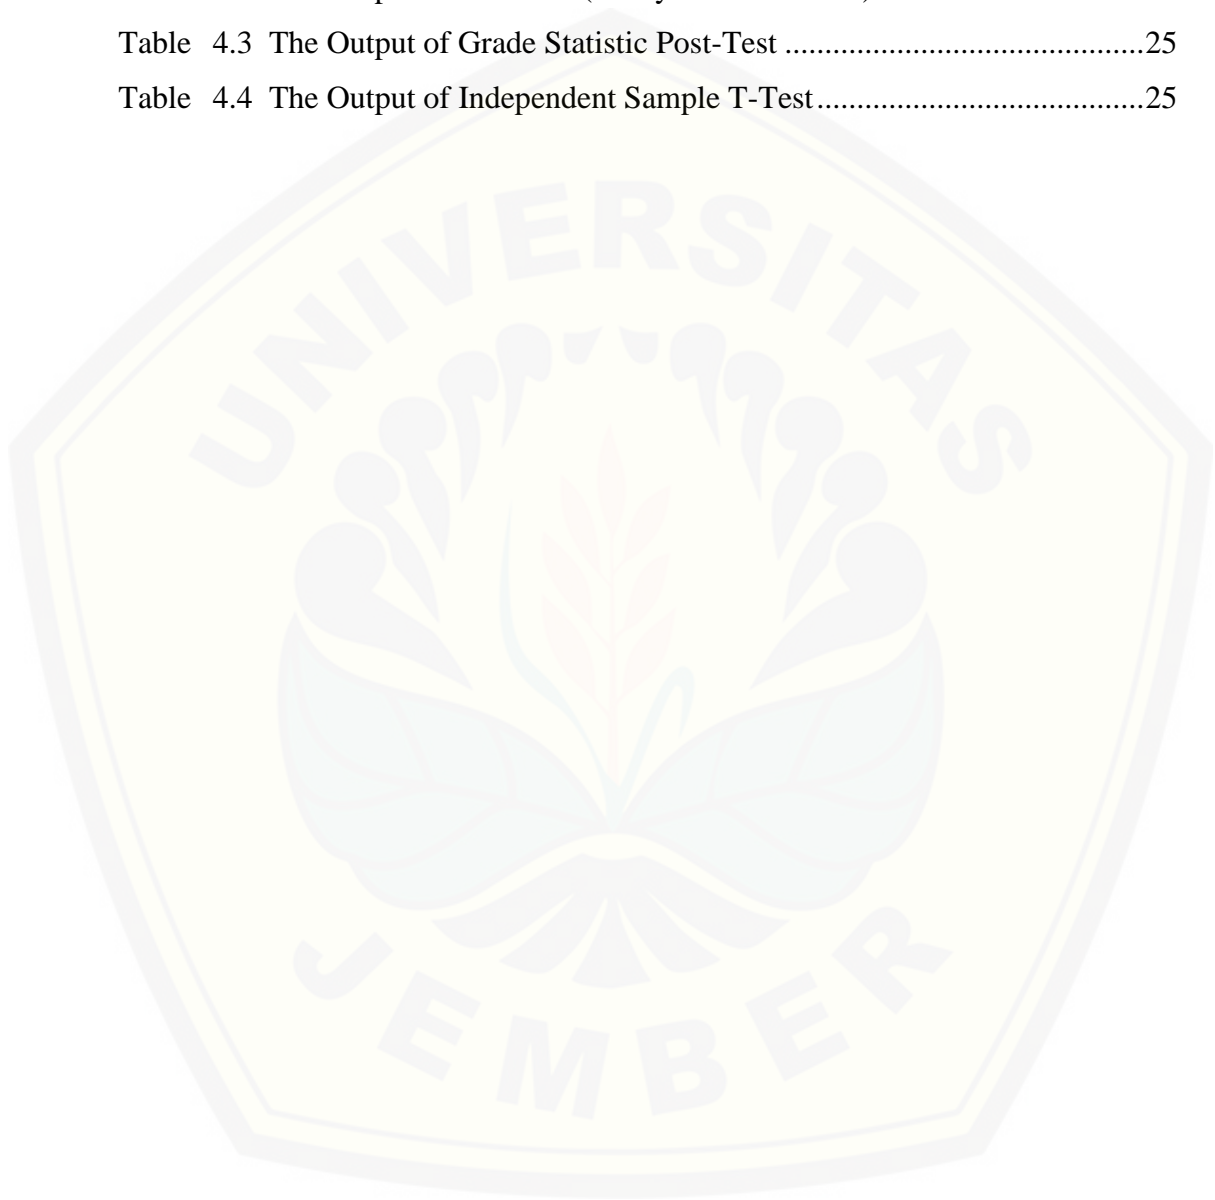 Table 4.3 The Output of Grade Statistic Post-Test ............................................25
Table 4.4 The Output of Independent Sample T-Test........................................25
UNIVERSITAS
JEMBER